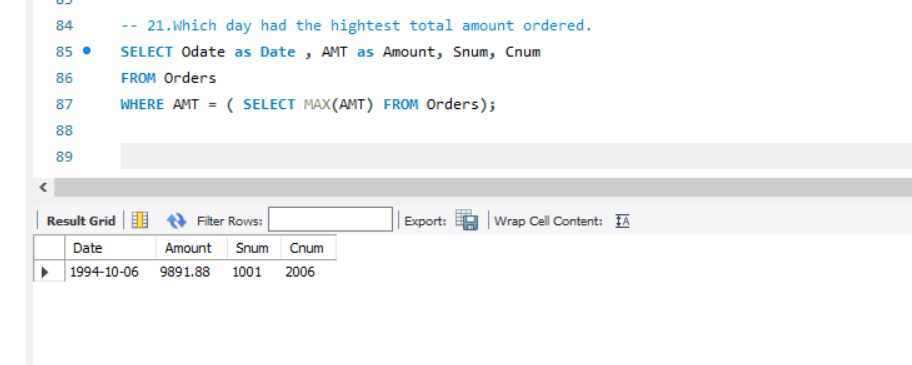 84 -- 21.Which day had the hightest total amount ordered.
85 SELECT Odate as Date , AMT as Amount, Snum, Cnum
86 FROM Orders
87 WHERE AMT = ( SELECT MAX(AMT) FROM Orders);
88
89
Result Grid Filter Rows: Export: Wrap Cell Content: IA
Date Amount Snum Cnum
1994-10-06 9891.88 1001 2006